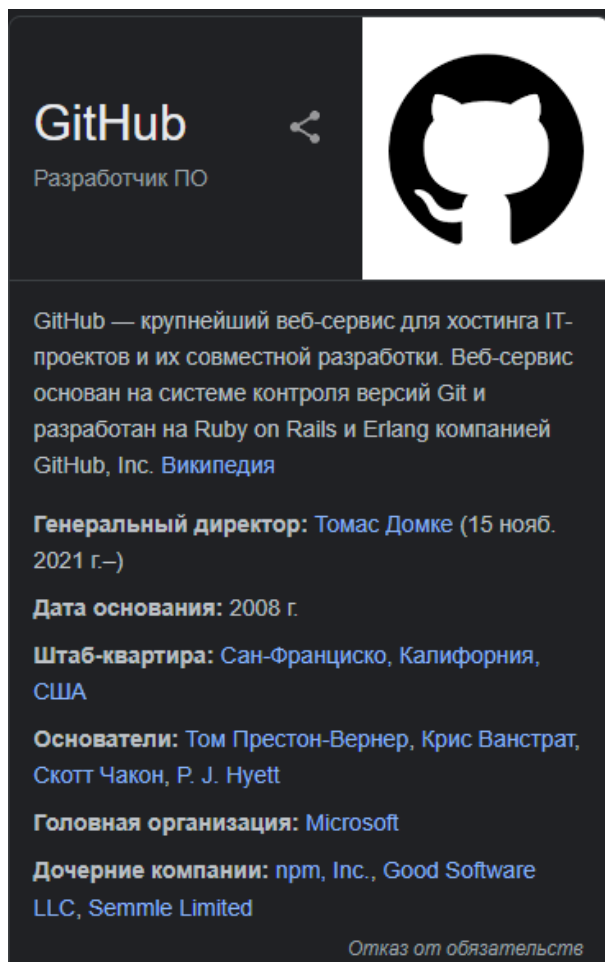 GitHub
Разработчик ПО
GitHub — крупнейший веб-сервис для хостинга IT-
проектов и их совместной разработки. Веб-сервис
основан на системе контроля версий Git и
разработан на Ruby on Rails и Erlang компанией
GitHub, Inc. Википедия
Генеральный директор: Томас Домке (15 нояб.
2021 г.–)
Дата основания: 2008 г.
Штаб-квартира: Сан-Франциско, Калифорния,
США
Основатели: Том Престон-Вернер, Крис Ванстрат,
Скотт Чакон, P. J. Hyett
Головная организация: Microsoft
Дочерние компании: npm, Inc., Good Software
LLC, Semmle Limited
Отказ от обязательств